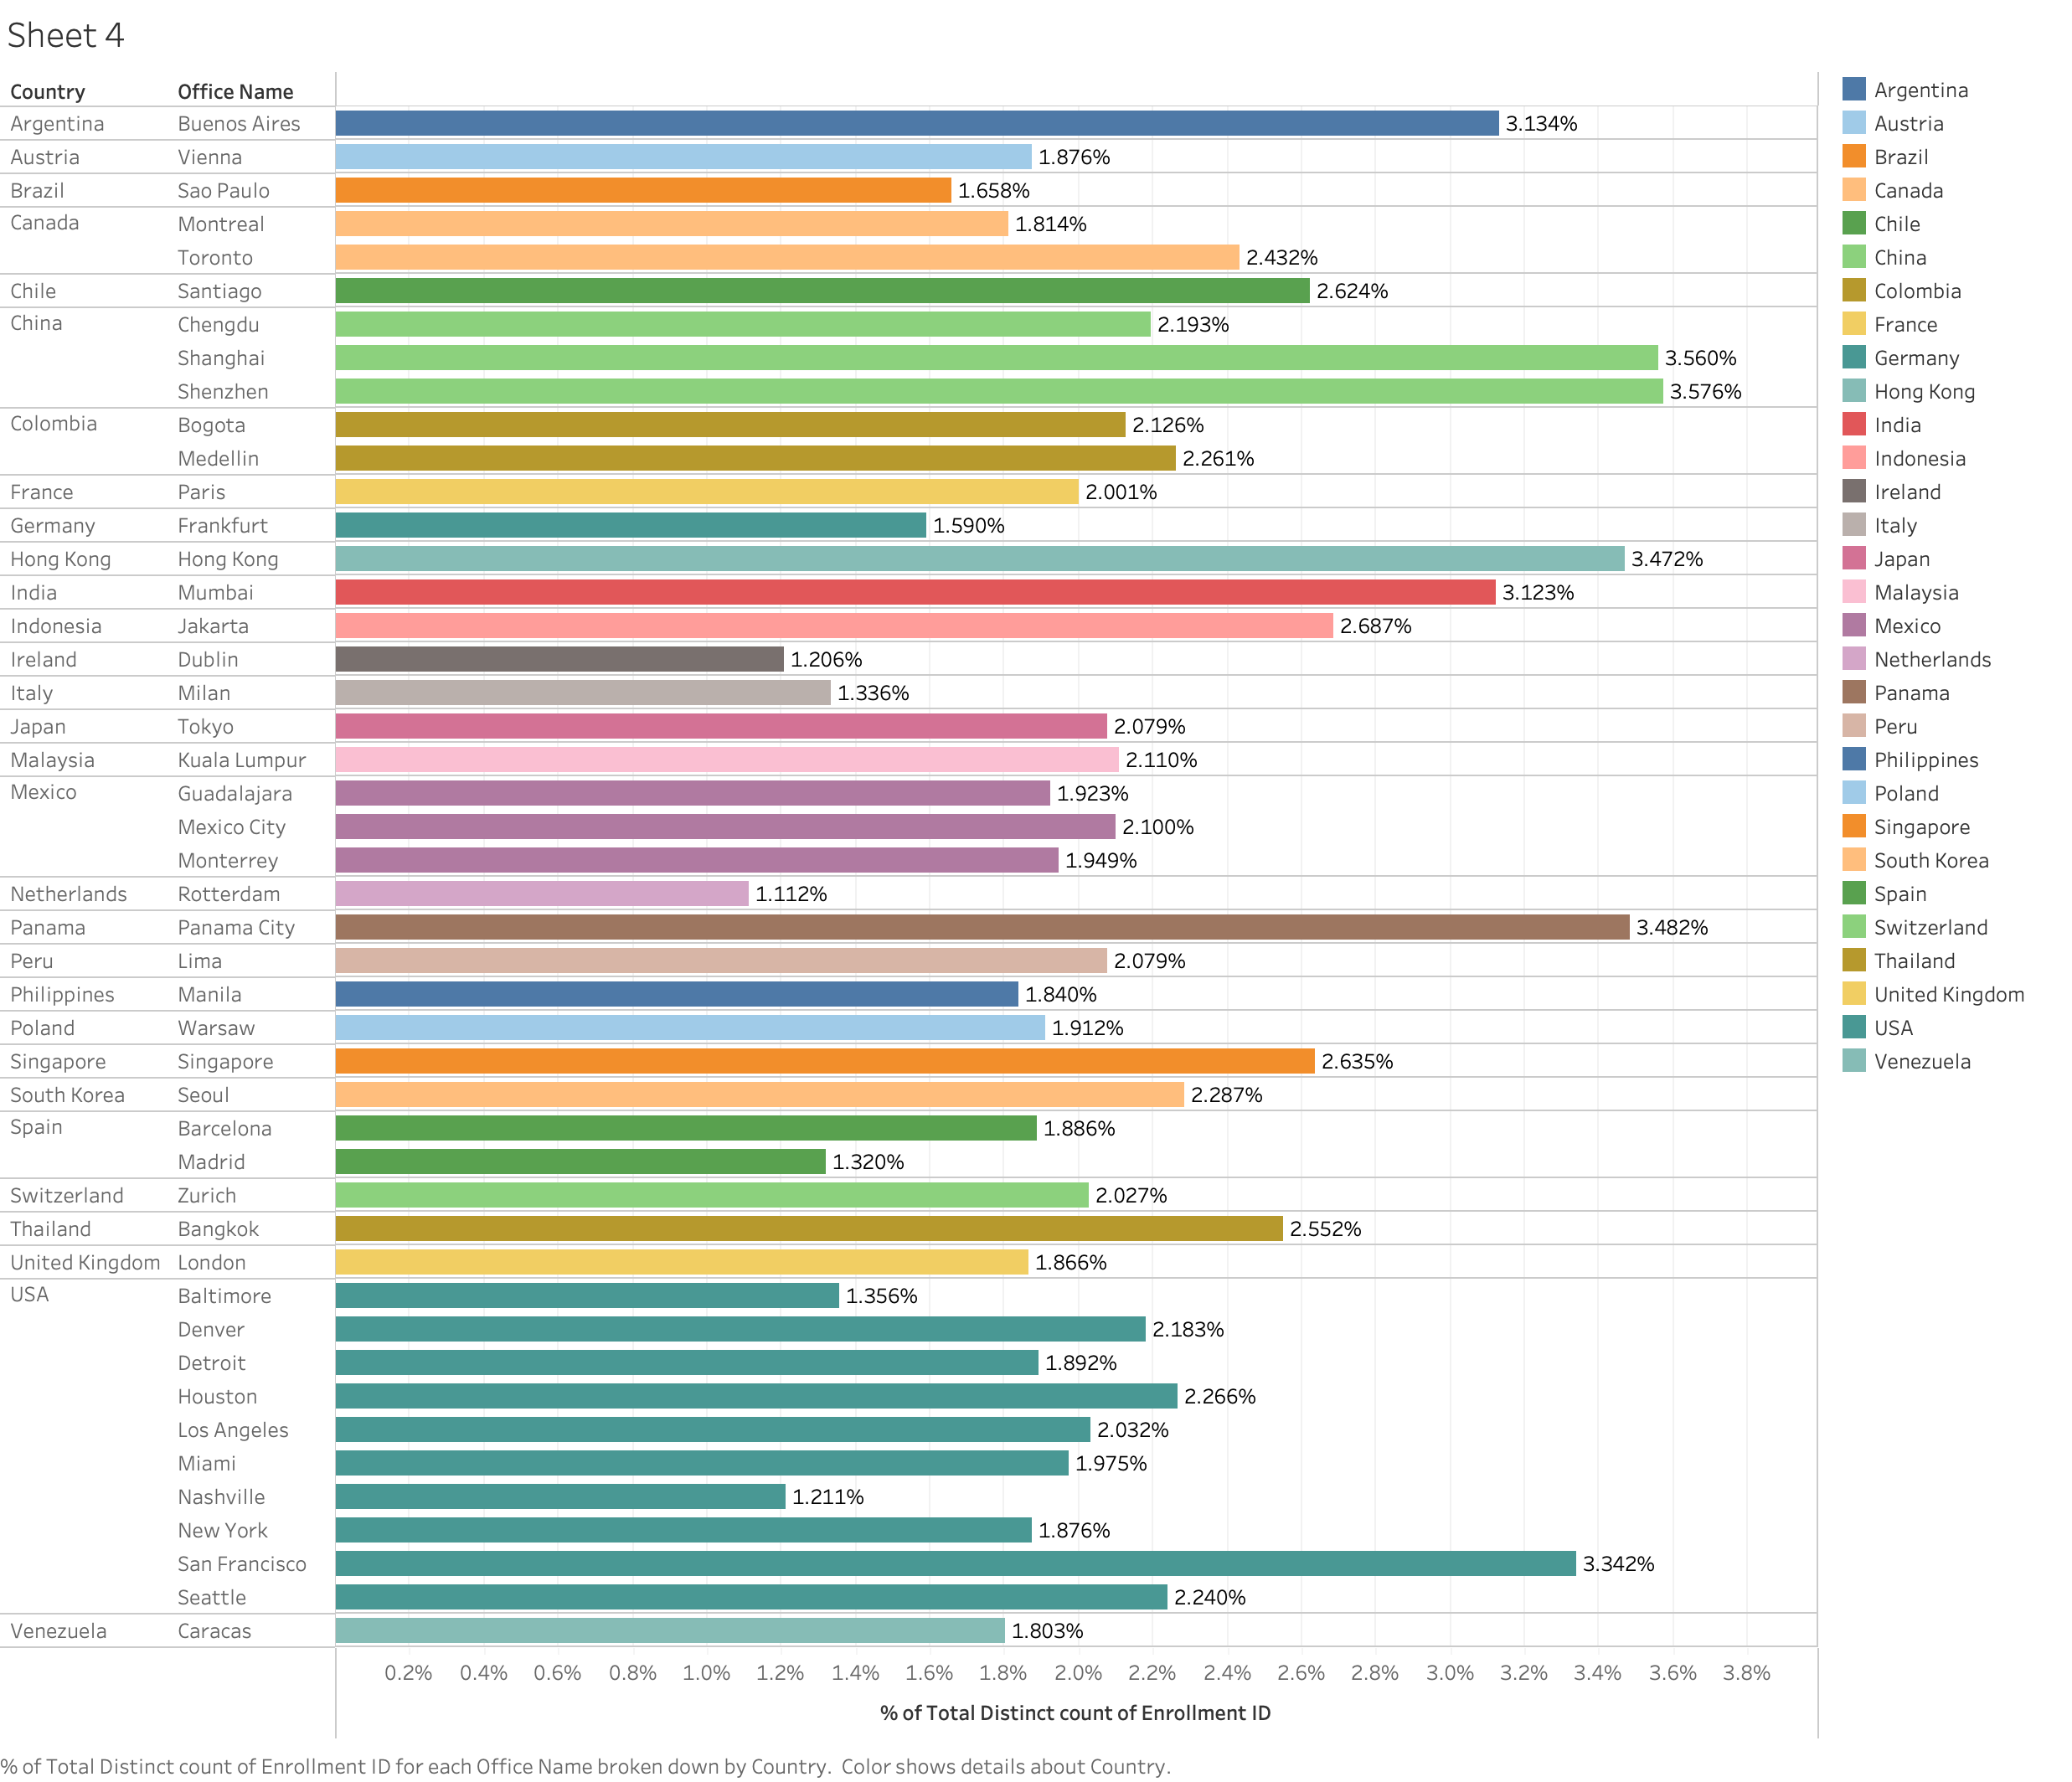 Sheet 4
Country Office Name
Argentina Buenos Aires 3.134%
Austria Vienna 1.876%
Brazil Sao Paulo 1.658%
Canada Montreal 1.814%
Toronto 2.432%
Chile Santiago 2.624%
China Chengdu 2.193%
Shanghai 3.560%
Shenzhen 3.576%
Colombia Bogota 2.126%
Medellin 2.261%
France Paris 2.001%
Germany Frankfurt 1.590%
Hong Kong Hong Kong 3.472%
India Mumbai 3.123%
Indonesia Jakarta 2.687%
Ireland Dublin 1.206%
Italy Milan 1.336%
Japan Tokyo 2.079%
Malaysia Kuala Lumpur 2.110%
Mexico Guadalajara 1.923%
Mexico City 2.100%
Monterrey 1.949%
Netherlands Rotterdam 1.112%
Panama Panama City 3.482%
Peru Lima 2.079%
Philippines Manila 1.840%
Poland Warsaw 1.912%
Singapore Singapore 2.635%
South Korea Seoul 2.287%
Spain Barcelona 1.886%
Madrid 1.320%
Switzerland Zurich 2.027%
Thailand Bangkok 2.552%
United Kingdom London 1.866%
USA Baltimore 1.356%
Denver 2.183%
Detroit 1.892%
Houston 2.266%
Los Angeles 2.032%
Miami 1.975%
Nashville 1.211%
New York 1.876%
San Francisco 3.342%
Seattle 2.240%
Venezuela Caracas 1.803%
0.2% 0.4% 0.6% 0.8% 1.0% 1.2% 1.4% 1.6% 1.8% 2.0% 2.2% 2.4% 2.6% 2.8% 3.0% 3.2% 3.4% 3.6% 3.8%
% of Total Distinct count of Enrollment ID
Argentina
Austria
Brazil
Canada
Chile
China
Colombia
France
Germany
Hong Kong
India
Indonesia
Ireland
Italy
Japan
Malaysia
Mexico
Netherlands
Panama
Peru
Philippines
Poland
Singapore
South Korea
Spain
Switzerland
Thailand
United Kingdom
USA
Venezuela
% of Total Distinct count of Enrollment ID for each Office Name broken down by Country.  Color shows details about Country.